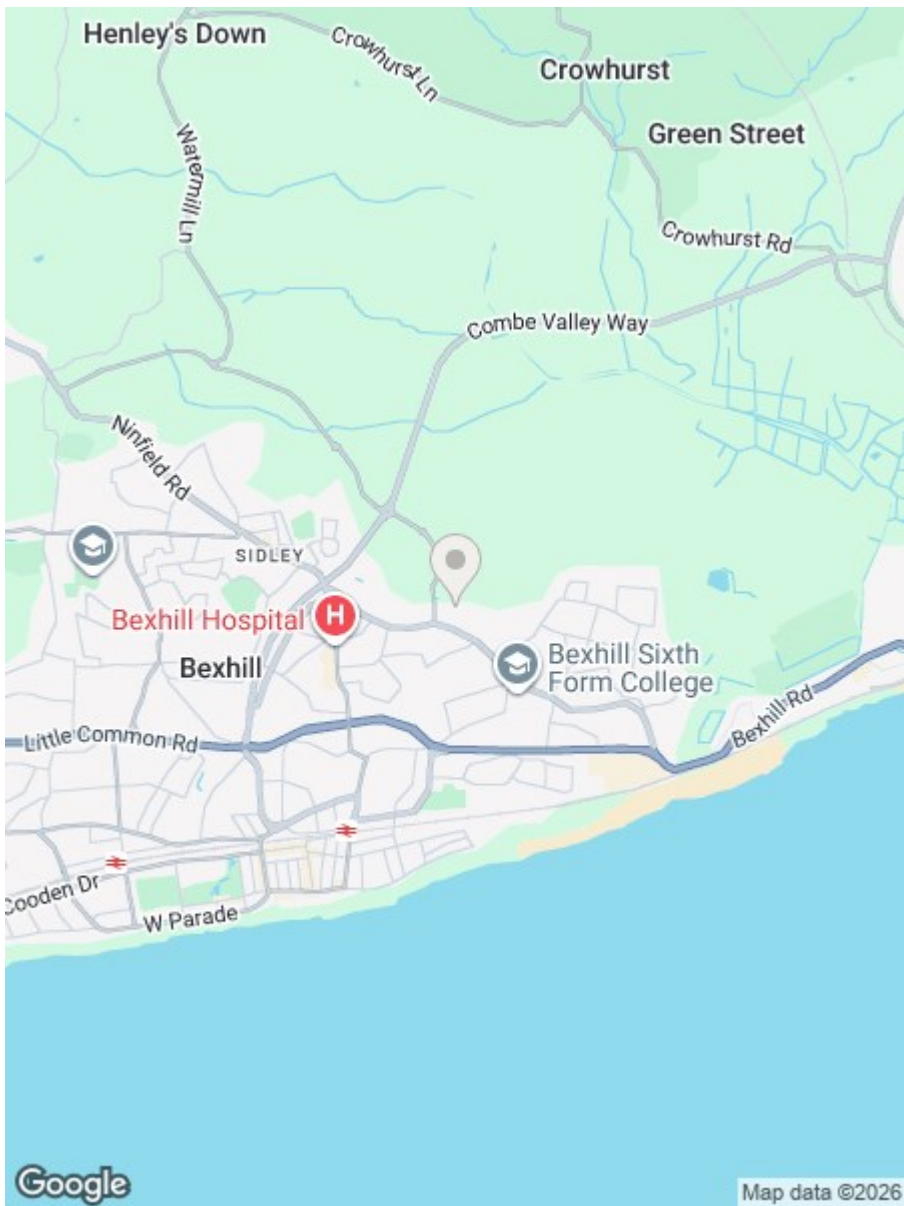 Henley's Down
Crowhurst Ln
Crowhurst
Green Street
Watermill Ln
Crowhurst Rd
Combe Valley Way
Ninfield Rd
SIDLEY
Bexhill Hospital
H
Bexhill
Bexhill Sixth
Form College
Bexhill Rd
Little Common Rd
Cooden Dr
W Parade
Google
Map data ©2026